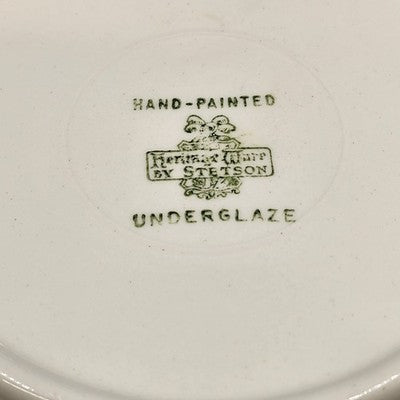 HAND-PAINTED
Heritage Ware
BY STETSON
UNDERGLAZE